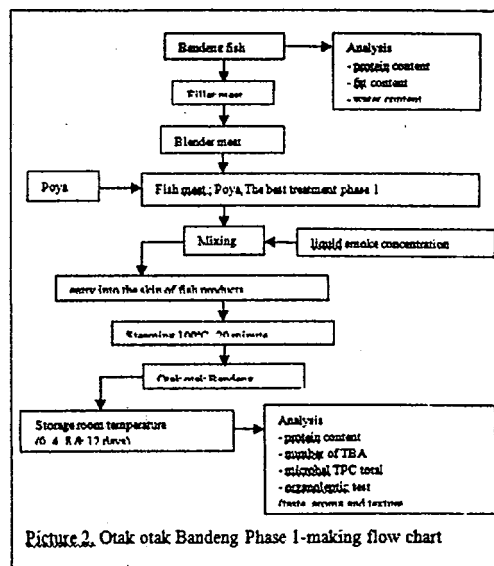 Bandeng fish
Analysis
- protein content
- fat content
- water content
Fillet meat
Blender meat
Poya
Fish meat ; Poya, The best treatment phase 1
Mixing
liquid smoke concentration
entry into the skin of fish products
Steaming 100°C, 20 minute
Otak otak Bandeng
Storage room temperature
(0, 4, 8 & 12 days)
Analysis
- protein content
- number of TBA
- microbal TPC total
- organoleptic test
(taste, aroma and texture
Picture 2. Otak otak Bandeng Phase 1-making flow chart